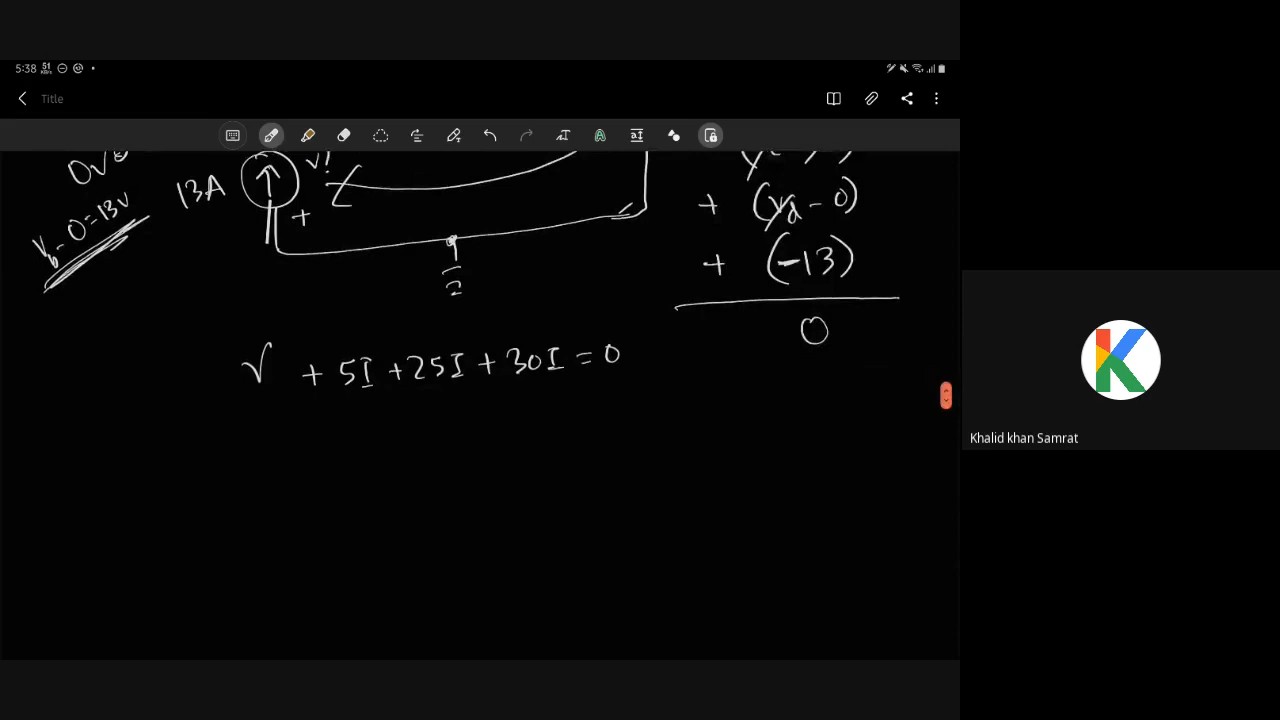 5:38
Title
0V
13A
V!
+
V_b - 0 = 13V
+ (V_d - 0)
+ (-13)
0
V + 5I + 25I + 30I = 0
K
Khalid khan Samrat